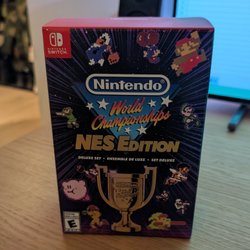 NINTENDO
SWITCH
Nintendo
World
Championships
NES EDITION
DELUXE SET • ENSEMBLE DE LUXE • SET DELUXE
E